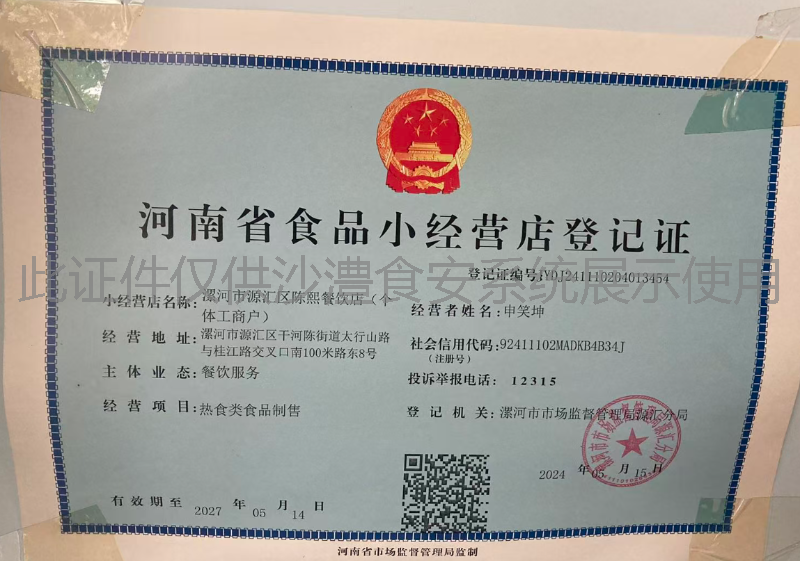 河南省食品小经营店登记证
登记证编号:JYDJ241110204013454
此证件仅供沙澧食安系统展示使用
小经营店名称:漯河市源汇区陈熙餐饮店(个
体工商户)
经营者姓名:申笑坤
经营地址:漯河市源汇区干河陈街道太行山路
与桂江路交叉口南100米路东8号
社会信用代码:92411102MADKB4B34J
(注册号)
主体业态:餐饮服务
投诉举报电话:12315
经营项目:热食类食品制售
登记机关:漯河市市场监督管理局源汇分局
2024 年 05 月 15 日
有效期至 2027 年 05 月 14 日
河南省市场监督管理局监制